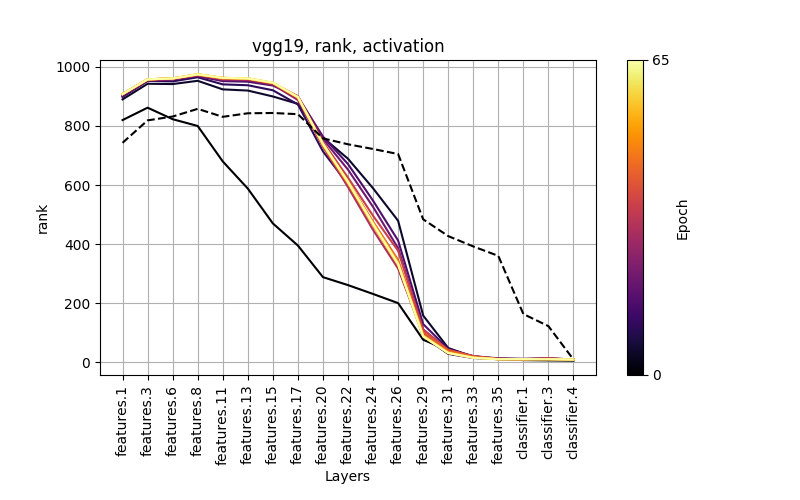 vgg19, rank, activation
1000
800
600
400
200
0
rank
features.1
features.3
features.6
features.8
features.11
features.13
features.15
features.17
features.20
features.22
features.24
features.26
features.29
features.31
features.33
features.35
classifier.1
classifier.3
classifier.4
Layers
65
0
Epoch